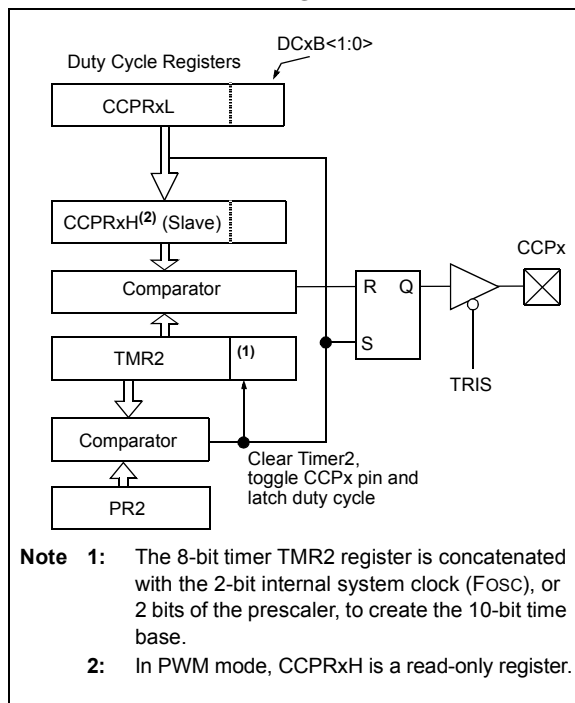 DCxB<1:0>
Duty Cycle Registers
CCPRxL
CCPRxH(2) (Slave)
CCPx
Comparator
R Q
S
TMR2 (1)
TRIS
Comparator
Clear Timer2,
toggle CCPx pin and
latch duty cycle
PR2
Note 1: The 8-bit timer TMR2 register is concatenated
with the 2-bit internal system clock (FOSC), or
2 bits of the prescaler, to create the 10-bit time
base.
2: In PWM mode, CCPRxH is a read-only register.